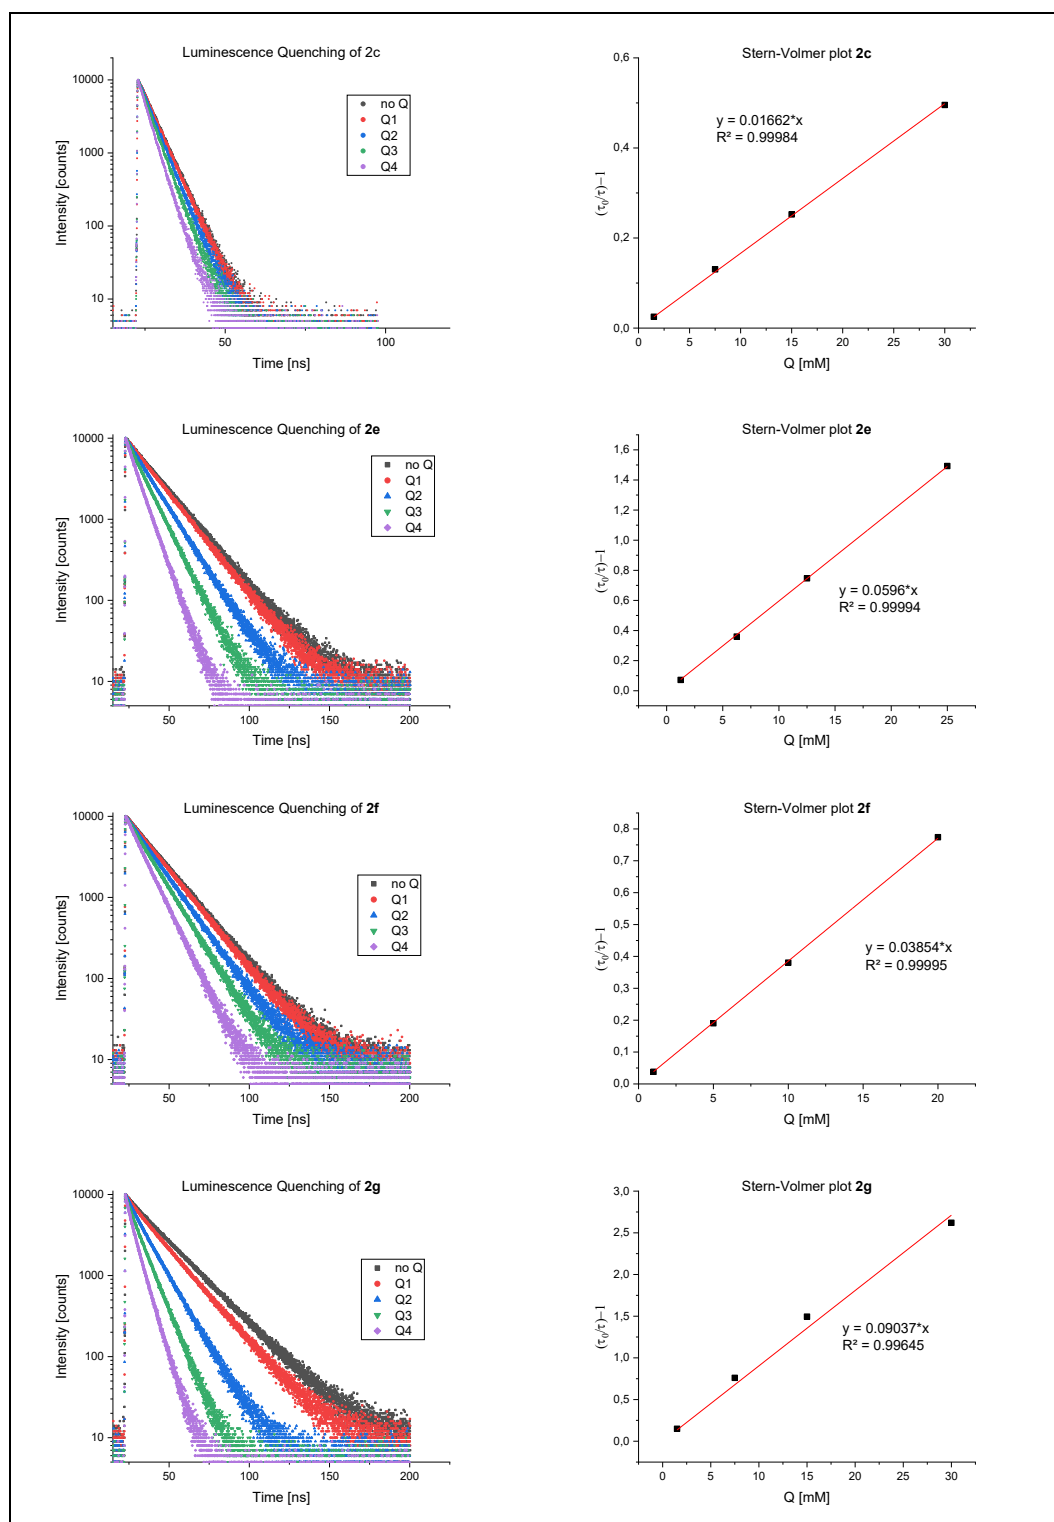 Luminescence Quenching of 2c
10000
1000
100
10
50
100
Intensity [counts]
Time [ns]
no Q
Q1
Q2
Q3
Q4
Stern-Volmer plot 2c
0,6
0,4
0,2
0,0
0
5
10
15
20
25
30
(τ0/τ)−1
Q [mM]
y = 0.01662*x
R² = 0.99984
Luminescence Quenching of 2e
10000
1000
100
10
50
100
150
200
Intensity [counts]
Time [ns]
no Q
Q1
Q2
Q3
Q4
Stern-Volmer plot 2e
1,6
1,4
1,2
1,0
0,8
0,6
0,4
0,2
0,0
0
5
10
15
20
25
(τ0/τ)−1
Q [mM]
y = 0.0596*x
R² = 0.99994
Luminescence Quenching of 2f
10000
1000
100
10
50
100
150
200
Intensity [counts]
Time [ns]
no Q
Q1
Q2
Q3
Q4
Stern-Volmer plot 2f
0,8
0,7
0,6
0,5
0,4
0,3
0,2
0,1
0,0
0
5
10
15
20
(τ0/τ)−1
Q [mM]
y = 0.03854*x
R² = 0.99995
Luminescence Quenching of 2g
10000
1000
100
10
50
100
150
200
Intensity [counts]
Time [ns]
no Q
Q1
Q2
Q3
Q4
Stern-Volmer plot 2g
3,0
2,5
2,0
1,5
1,0
0,5
0,0
0
5
10
15
20
25
30
(τ0/τ)−1
Q [mM]
y = 0.09037*x
R² = 0.99645